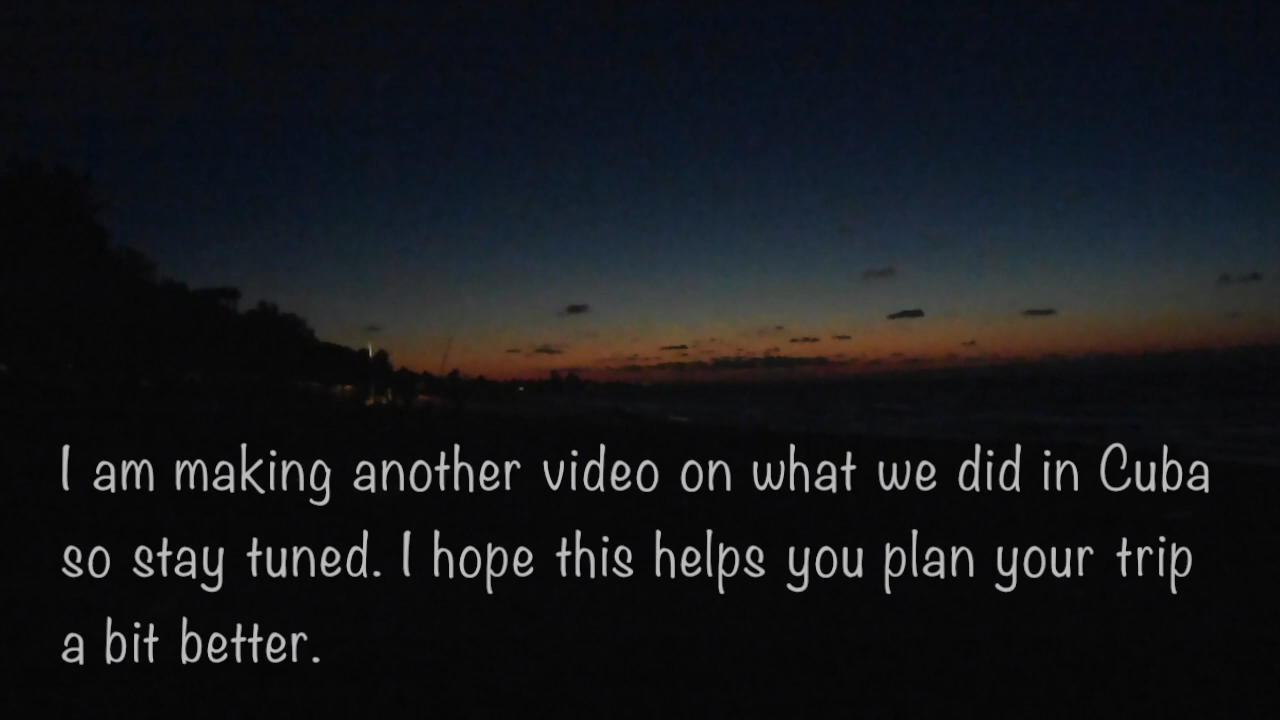 I am making another video on what we did in Cuba
so stay tuned. I hope this helps you plan your trip
a bit better.